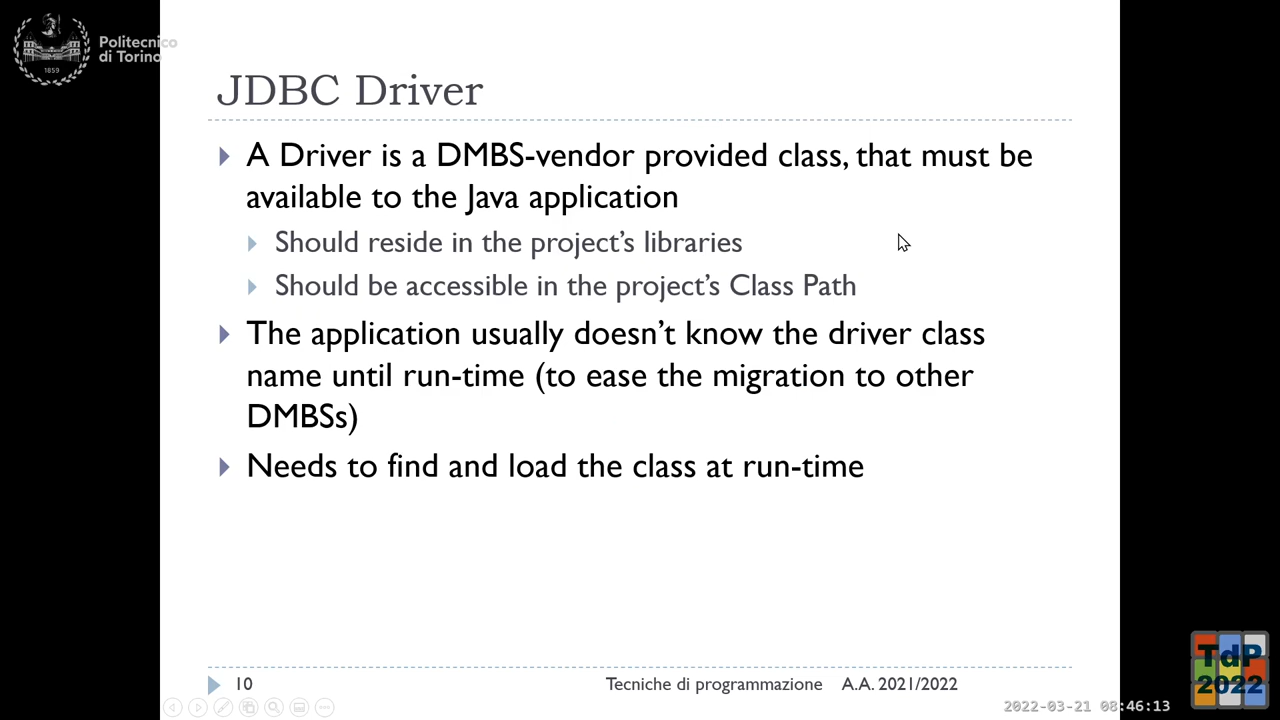 Politecnico
di Torino
1859
JDBC Driver
A Driver is a DMBS-vendor provided class, that must be
available to the Java application
Should reside in the project's libraries
Should be accessible in the project's Class Path
The application usually doesn't know the driver class
name until run-time (to ease the migration to other
DMBSs)
Needs to find and load the class at run-time
10
Tecniche di programmazione A.A. 2021/2022
2022-03-21 08:46:13
TdP
2022